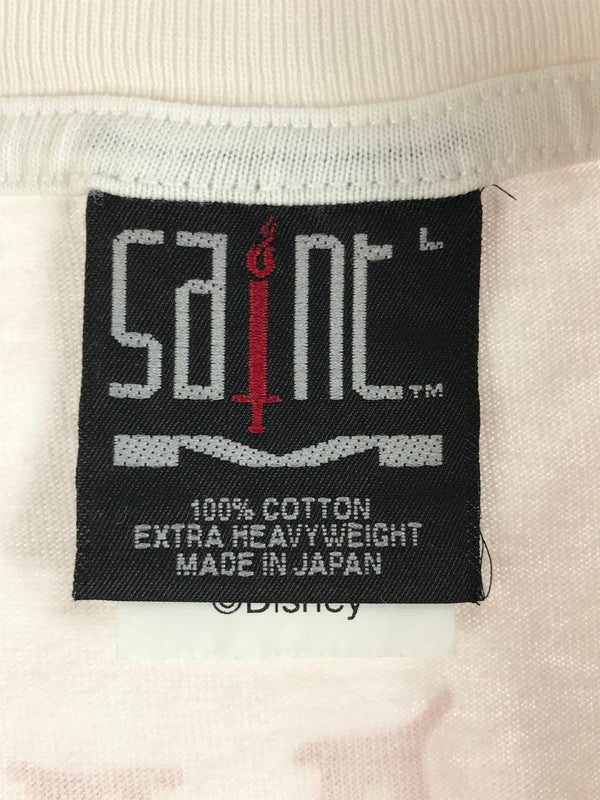 saint L
TM
M
100% COTTON
EXTRA HEAVYWEIGHT
MADE IN JAPAN
©Disney